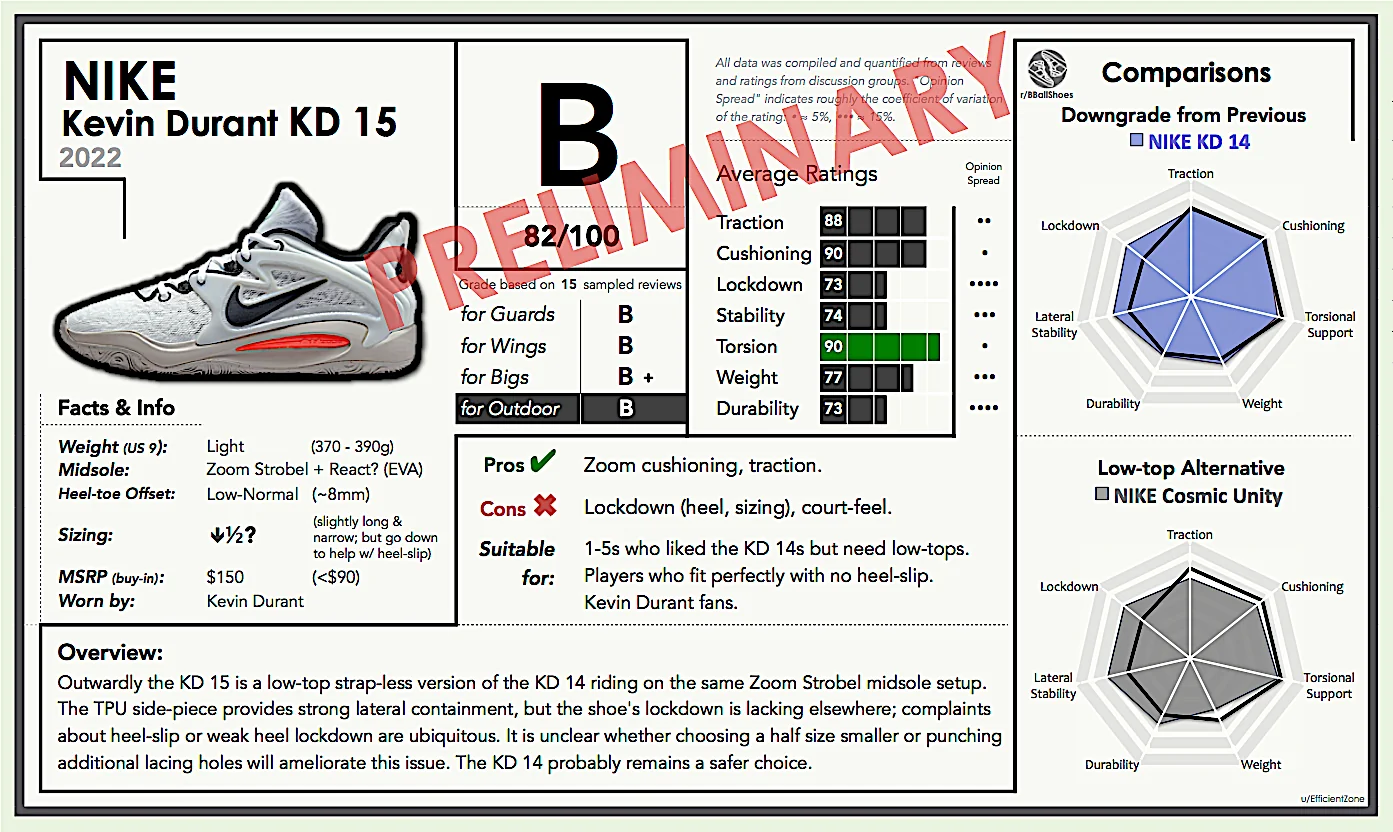 NIKE
Kevin Durant KD 15
2022
B
82/100
Grade based on 15 sampled reviews
for Guards B
for Wings B
for Bigs B +
for Outdoor B
PRELIMINARY
All data was compiled and quantified from reviews
and ratings from discussion groups. "Opinion
Spread" indicates roughly the coefficient of variation
of the rating: • ≈ 5%, ••• ≈ 15%.
Average Ratings
Opinion
Spread
Traction 88 ••
Cushioning 90 •
Lockdown 73 ••••
Stability 74 •••
Torsion 90 •
Weight 77 •••
Durability 73 ••••
Facts & Info
Weight (US 9): Light (370 - 390g)
Midsole: Zoom Strobel + React? (EVA)
Heel-toe Offset: Low-Normal (~8mm)
Sizing: ↓½? (slightly long &
narrow; but go down
to help w/ heel-slip)
MSRP (buy-in): $150 (<$90)
Worn by: Kevin Durant
Pros ✔ Zoom cushioning, traction.
Cons ✖ Lockdown (heel, sizing), court-feel.
Suitable
for:
1-5s who liked the KD 14s but need low-tops.
Players who fit perfectly with no heel-slip.
Kevin Durant fans.
Overview:
Outwardly the KD 15 is a low-top strap-less version of the KD 14 riding on the same Zoom Strobel midsole setup.
The TPU side-piece provides strong lateral containment, but the shoe's lockdown is lacking elsewhere; complaints
about heel-slip or weak heel lockdown are ubiquitous. It is unclear whether choosing a half size smaller or punching
additional lacing holes will ameliorate this issue. The KD 14 probably remains a safer choice.
r/BBallShoes
Comparisons
Downgrade from Previous
NIKE KD 14
Traction
Lockdown
Cushioning
Lateral
Stability
Torsional
Support
Durability
Weight
Low-top Alternative
NIKE Cosmic Unity
Traction
Lockdown
Cushioning
Lateral
Stability
Torsional
Support
Durability
Weight
u/EfficientZone